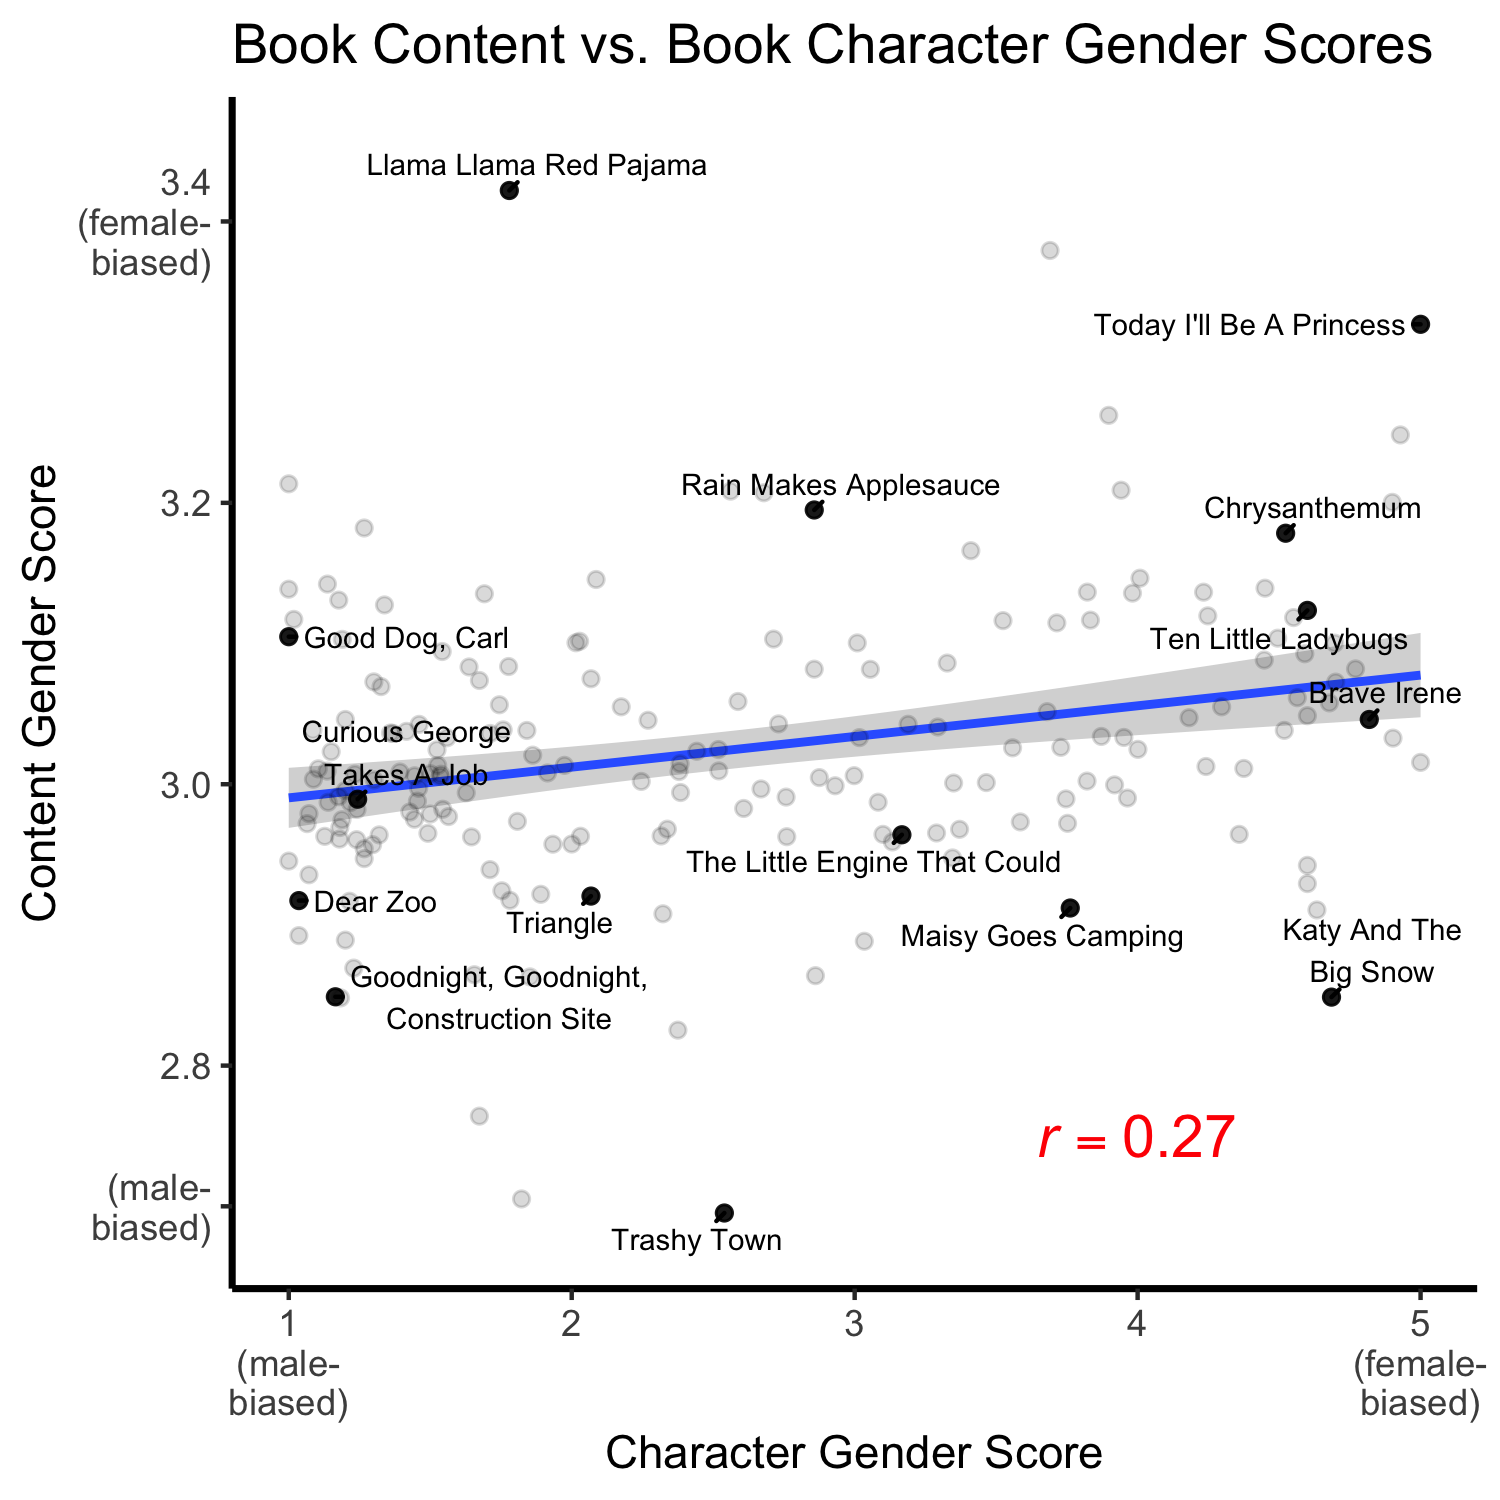 Book Content vs. Book Character Gender Scores
Content Gender Score
3.4
(female-
biased)
3.2
3.0
2.8
(male-
biased)
Llama Llama Red Pajama
Today I'll Be A Princess
Rain Makes Applesauce
Chrysanthemum
Good Dog, Carl
Ten Little Ladybugs
Brave Irene
Curious George
Takes A Job
The Little Engine That Could
Dear Zoo
Triangle
Maisy Goes Camping
Katy And The
Big Snow
Goodnight, Goodnight,
Construction Site
r = 0.27
Trashy Town
1
(male-
biased)
2
3
4
5
(female-
biased)
Character Gender Score